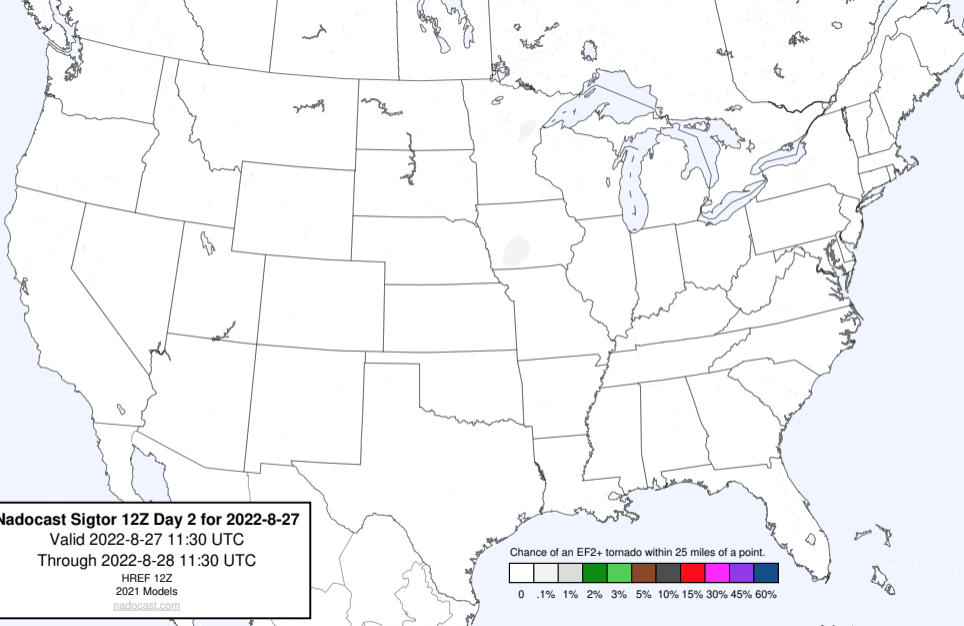 Nadocast Sigtor 12Z Day 2 for 2022-8-27
Valid 2022-8-27 11:30 UTC
Through 2022-8-28 11:30 UTC
HREF 12Z
2021 Models
nadocast.com
Chance of an EF2+ tornado within 25 miles of a point.
0 .1% 1% 2% 3% 5% 10% 15% 30% 45% 60%